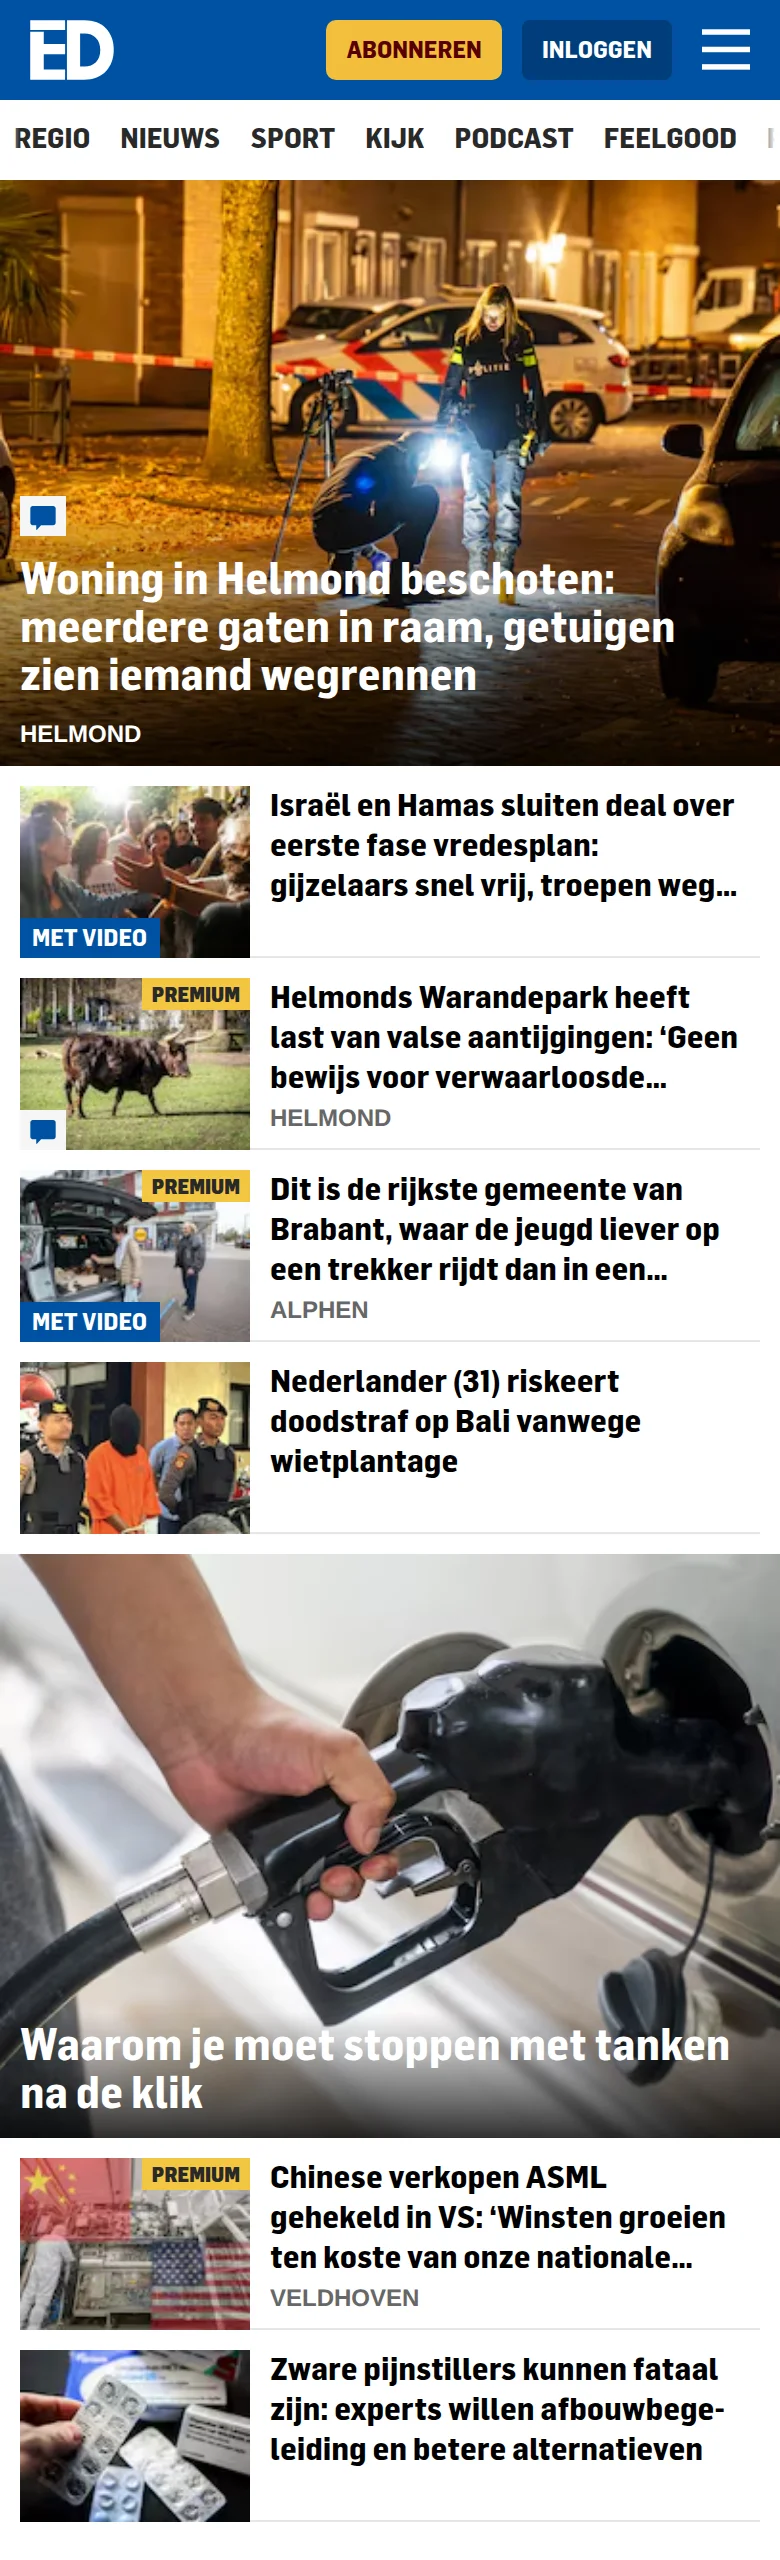 ED
ABONNEREN
INLOGGEN
REGIO NIEUWS SPORT KIJK PODCAST FEELGOOD
POLITIE
Woning in Helmond beschoten:
meerdere gaten in raam, getuigen
zien iemand wegrennen
HELMOND
Israël en Hamas sluiten deal over
eerste fase vredesplan:
gijzelaars snel vrij, troepen weg...
MET VIDEO
PREMIUM
Helmonds Warandepark heeft
last van valse aantijgingen: ‘Geen
bewijs voor verwaarloosde...
HELMOND
PREMIUM
Dit is de rijkste gemeente van
Brabant, waar de jeugd liever op
een trekker rijdt dan in een...
ALPHEN
MET VIDEO
Nederlander (31) riskeert
doodstraf op Bali vanwege
wietplantage
Waarom je moet stoppen met tanken
na de klik
PREMIUM
Chinese verkopen ASML
gehekeld in VS: ‘Winsten groeien
ten koste van onze nationale...
VELDHOVEN
Zware pijnstillers kunnen fataal
zijn: experts willen afbouwbege-
leiding en betere alternatieven